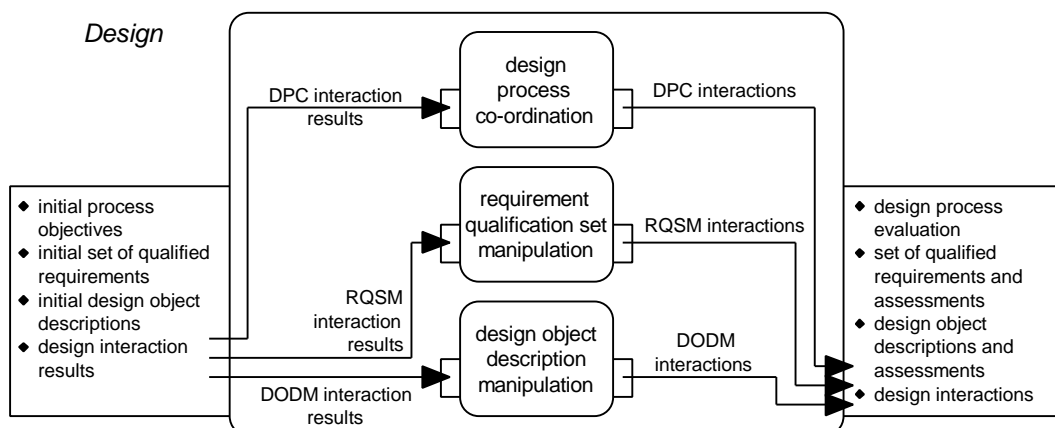 Design
design
process
co-ordination
DPC interaction
results
DPC interactions
◆ initial process
objectives
◆ initial set of qualified
requirements
◆ initial design object
descriptions
◆ design interaction
results
requirement
qualification set
manipulation
RQSM interactions
RQSM
interaction
results
design object
description
manipulation
DODM interaction
results
DODM
interactions
◆ design process
evaluation
◆ set of qualified
requirements and
assessments
◆ design object
descriptions and
assessments
◆ design interactions